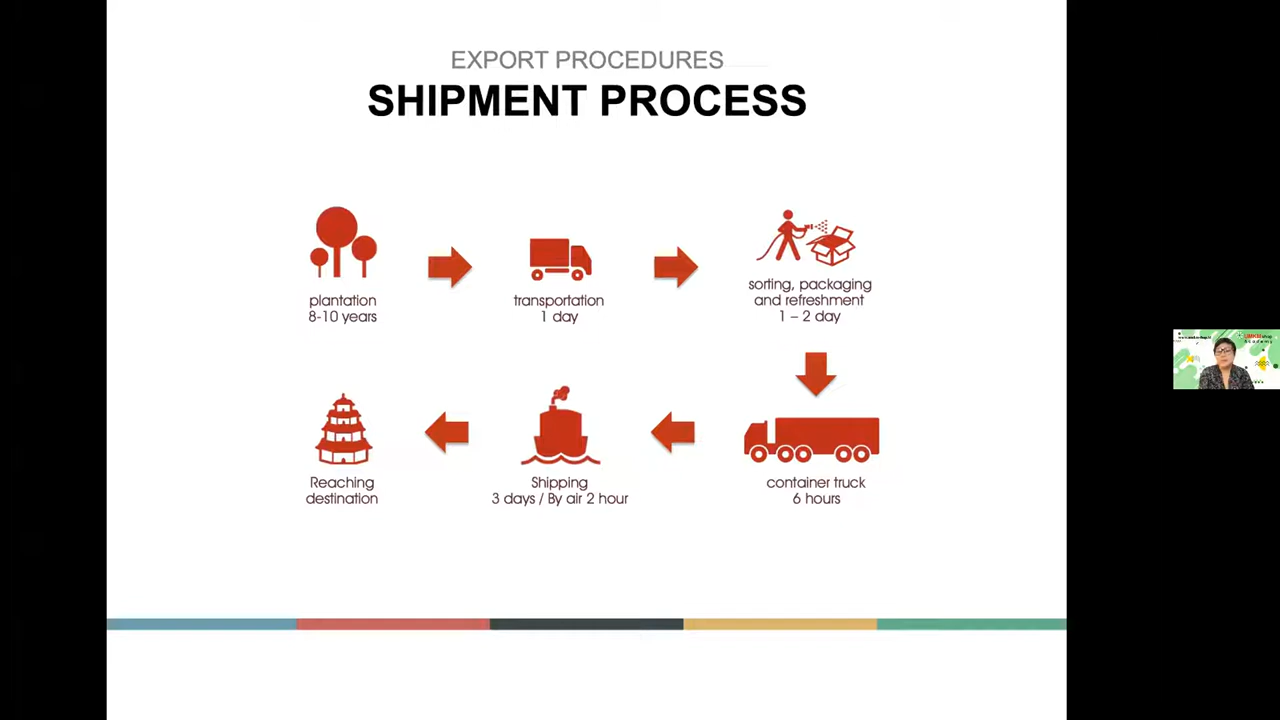 EXPORT PROCEDURES
SHIPMENT PROCESS
plantation
8-10 years
transportation
1 day
sorting, packaging
and refreshment
1 – 2 day
Reaching
destination
Shipping
3 days / By air 2 hour
container truck
6 hours